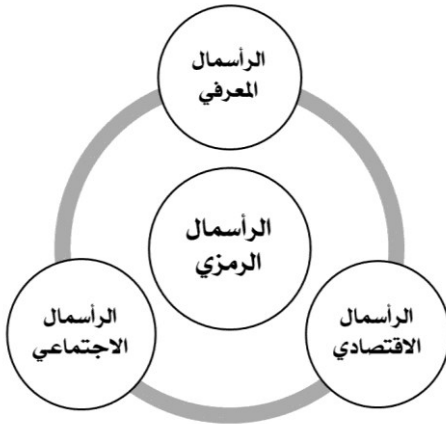 الرأسمال
المعرفي
الرأسمال
الرمزي
الرأسمال
الاقتصادي
الرأسمال
الاجتماعي